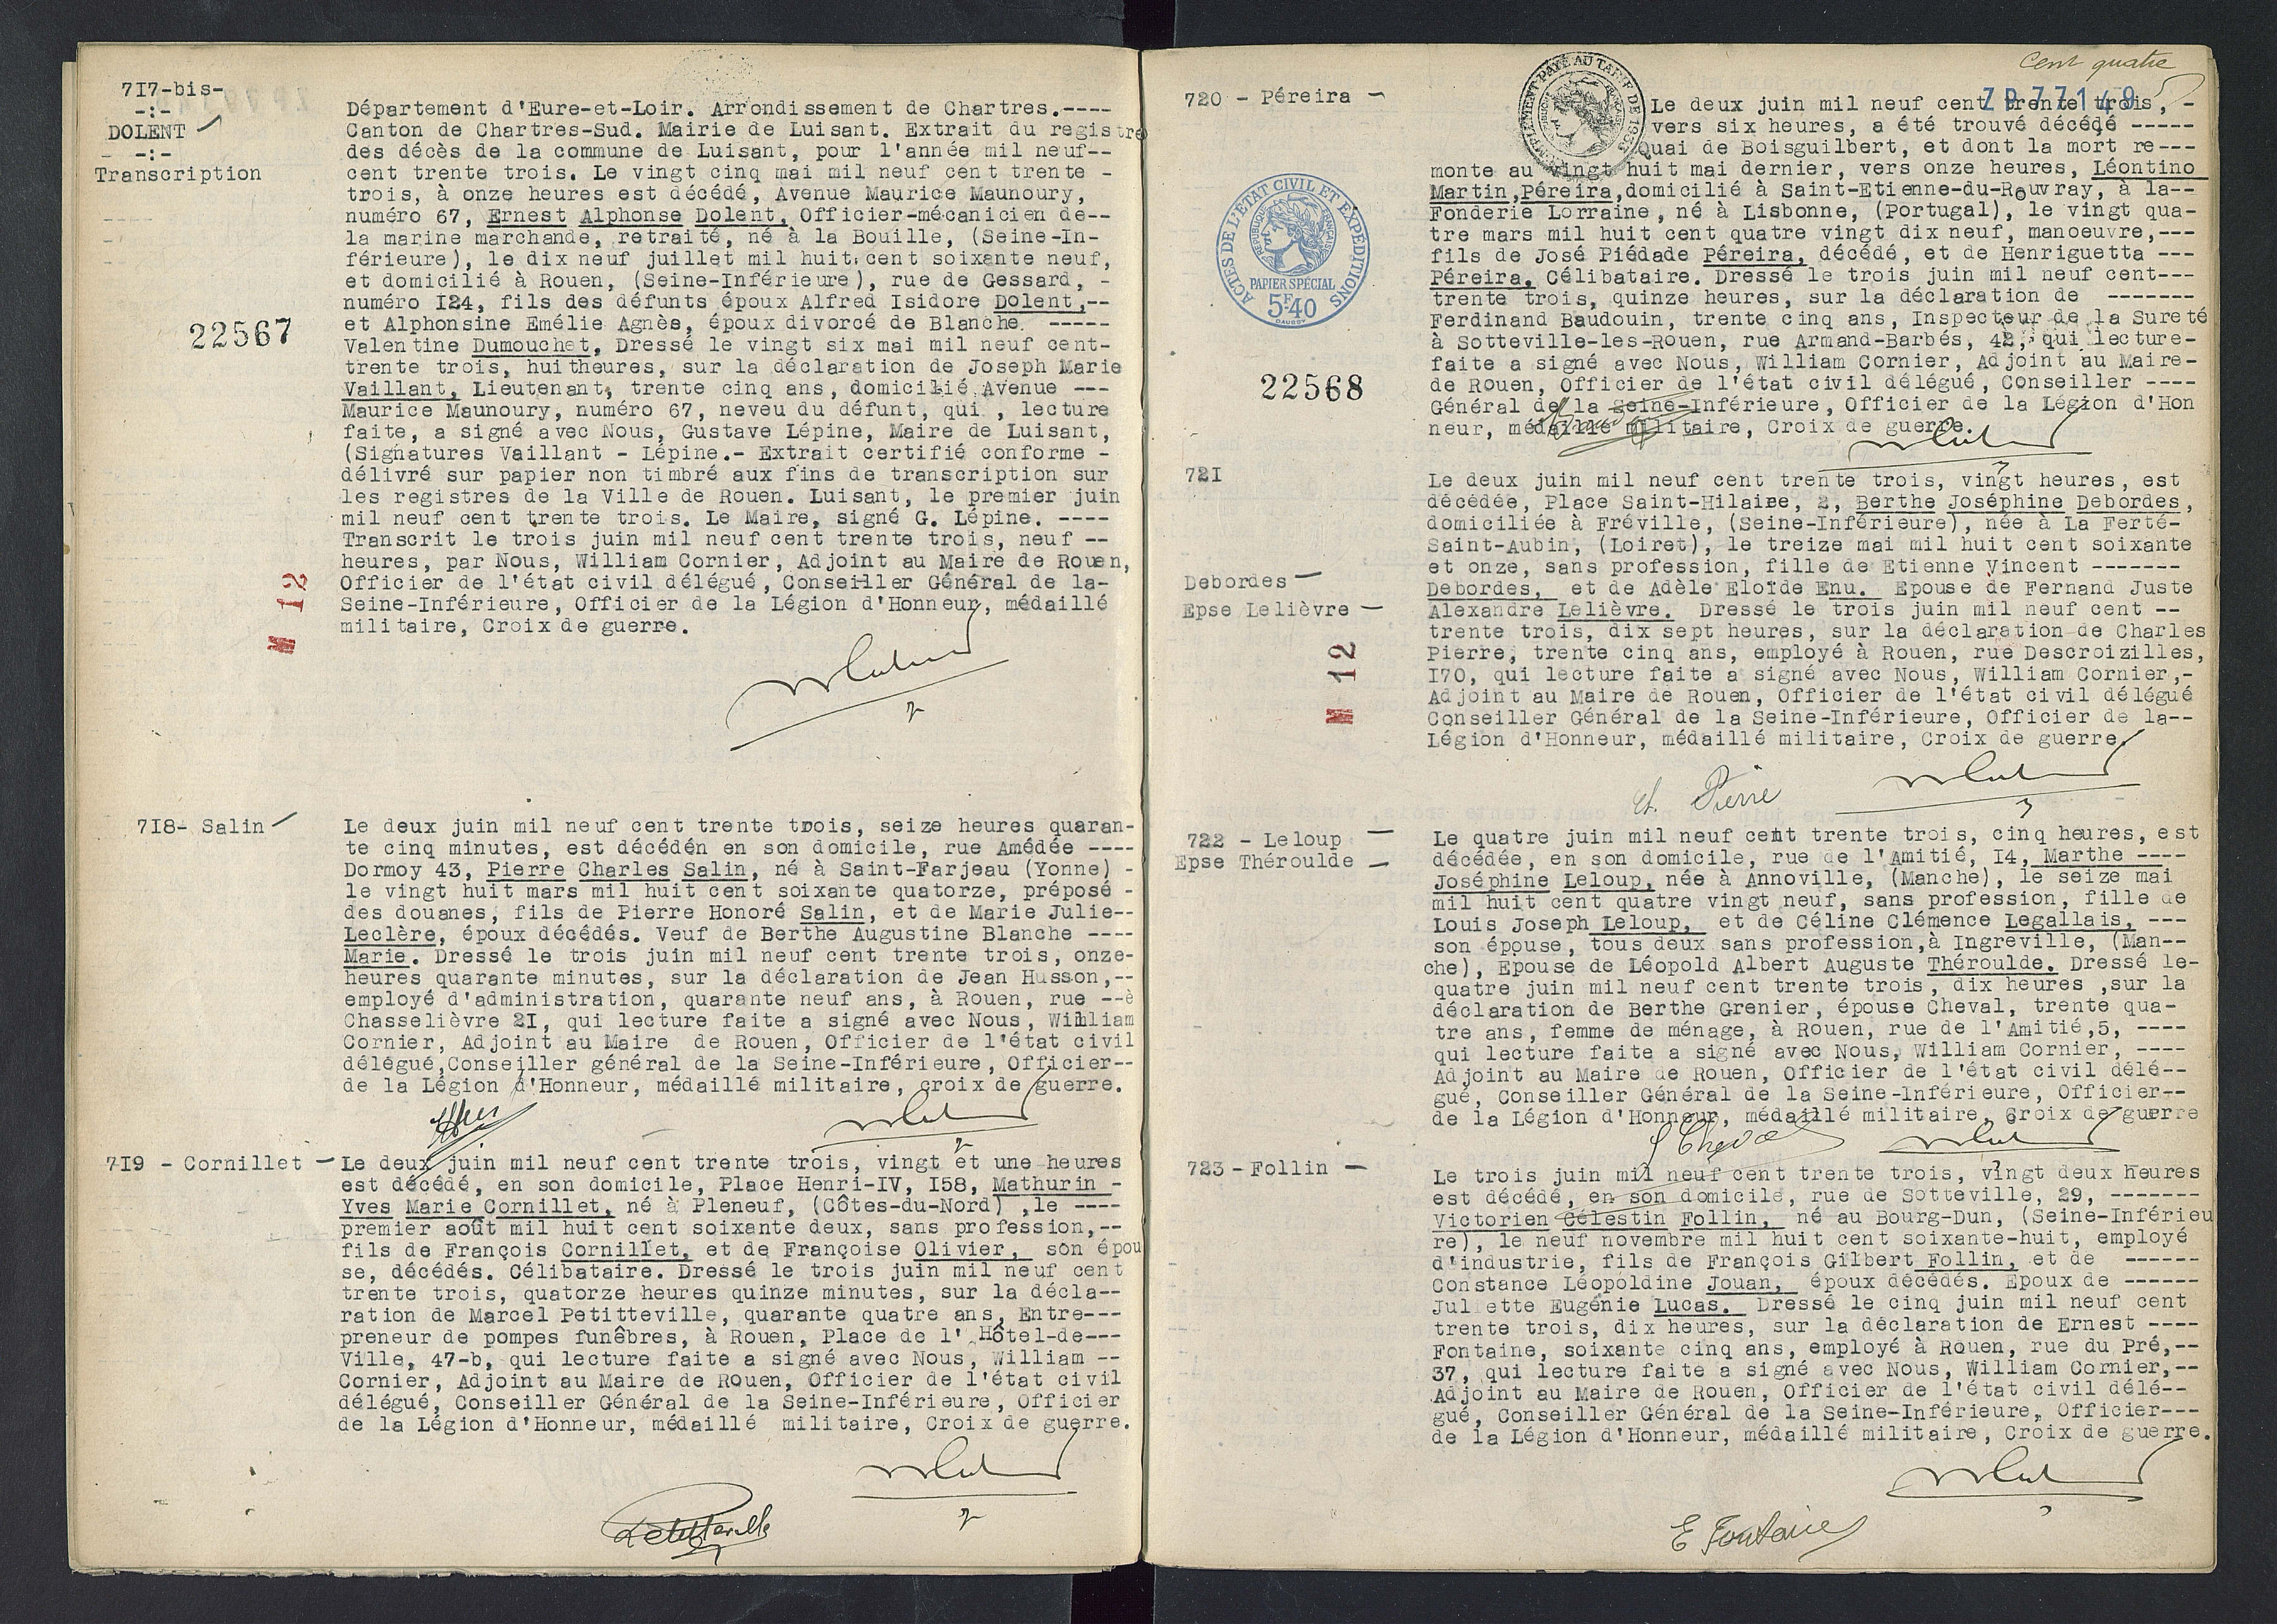 717-bis-
-:-
DOLENT
- -:-
Transcription
22567
M 12
Département d'Eure-et-Loir. Arrondissement de Chartres.----
Canton de Chartres-Sud. Mairie de Luisant. Extrait du registre
des décès de la commune de Luisant, pour l'année mil neuf--
cent trente trois. Le vingt cinq mai mil neuf cent trente -
trois, à onze heures est décédé, Avenue Maurice Maunoury,
numéro 67, Ernest Alphonse Dolent, Officier-mécanicien de--
la marine marchande, retraité, né à la Bouille, (Seine-In-
férieure), le dix neuf juillet mil huit cent soixante neuf,
et domicilié à Rouen, (Seine-Inférieure), rue de Gessard, -
numéro I24, fils des défunts époux Alfred Isidore Dolent,--
et Alphonsine Emélie Agnès, époux divorcé de Blanche -----
Valentine Dumouchet, Dressé le vingt six mai mil neuf cent-
trente trois, huitheures, sur la déclaration de Joseph Marie
Vaillant, Lieutenant, trente cinq ans, domicilié Avenue ---
Maurice Maunoury, numéro 67, neveu du défunt, qui , lecture
faite, a signé avec Nous, Gustave Lépine, Maire de Luisant,
(Signatures Vaillant - Lépine.- Extrait certifié conforme -
délivré sur papier non timbré aux fins de transcription sur
les registres de la Ville de Rouen. Luisant, le premier juin
mil neuf cent trente trois. Le Maire, signé G. Lépine. ----
Transcrit le trois juin mil neuf cent trente trois, neuf --
heures, par Nous, William Cornier, Adjoint au Maire de Rouen,
Officier de l'état civil délégué, Conseiller Général de la-
Seine-Inférieure, Officier de la Légion d'Honneur, médaillé
militaire, Croix de guerre.
718- Salin
Le deux juin mil neuf cent trente trois, seize heures quaran-
te cinq minutes, est décédén en son domicile, rue Amédée ----
Dormoy 43, Pierre Charles Salin, né à Saint-Farjeau (Yonne) -
le vingt huit mars mil huit cent soixante quatorze, préposé -
des douanes, fils de Pierre Honoré Salin, et de Marie Julie--
Leclère, époux décédés. Veuf de Berthe Augustine Blanche ----
Marie. Dressé le trois juin mil neuf cent trente trois, onze-
heures quarante minutes, sur la déclaration de Jean Husson,--
employé d'administration, quarante neuf ans, à Rouen, rue --è
Chasselièvre 2I, qui lecture faite a signé avec Nous, William
Cornier, Adjoint au Maire de Rouen, Officier de l'état civil
délégué,Conseiller général de la Seine-Inférieure, Officier--
de la Légion d'Honneur, médaillé militaire, croix de guerre.
719 - Cornillet
Le deux juin mil neuf cent trente trois, vingt et une heures
est décédé, en son domicile, Place Henri-IV, I58, Mathurin -
Yves Marie Cornillet, né à Pleneuf, (Côtes-du-Nord) ,le ----
premier août mil huit cent soixante deux, sans profession,--
fils de François Cornillet, et de Françoise Olivier, son épou
se, décédés. Célibataire. Dressé le trois juin mil neuf cent
trente trois, quatorze heures quinze minutes, sur la décla--
ration de Marcel Petitteville, quarante quatre ans, Entre---
preneur de pompes funêbres, à Rouen, Place de l' Hôtel-de---
Ville, 47-b, qui lecture faite a signé avec Nous, William --
Cornier, Adjoint au Maire de Rouen, Officier de l'état civil
délégué, Conseiller Général de la Seine-Inférieure, Officier
de la Légion d'Honneur, médaillé militaire, Croix de guerre.
Petitteville
Cent quatre
ZP77149
COMPLÉMENT PAYÉ AU TARIF DE 1933
720 - Péreira
ACTES DE L'ÉTAT CIVIL ET EXPÉDITIONS
RÉPUBLIQUE FRANÇAISE
PAPIER SPÉCIAL
5F40
DAUSSY
22568
Le deux juin mil neuf cent trente trois, -
vers six heures, a été trouvé décédé -----
Quai de Boisguilbert, et dont la mort re---
monte au vingt huit mai dernier, vers onze heures, Léontino
Martin,Péreira,domicilié à Saint-Etienne-du-Rouvray, à la--
Fonderie Lorraine, né à Lisbonne, (Portugal), le vingt qua-
tre mars mil huit cent quatre vingt dix neuf, manoeuvre,---
fils de José Piédade Péreira, décédé, et de Henriguetta ---
Péreira, Célibataire. Dressé le trois juin mil neuf cent---
trente trois, quinze heures, sur la déclaration de -------
Ferdinand Baudouin, trente cinq ans, Inspecteur de la Sureté
à Sotteville-les-Rouen, rue Armand-Barbés, 42, qui lecture-
faite a signé avec Nous, William Cornier, Adjoint au Maire-
de Rouen, Officier de l'état civil délégué, Conseiller ----
Général de la Seine-Inférieure, Officier de la Légion d'Hon
neur, médaillé militaire, Croix de guerre.
721
Debordes
Epse Lelièvre
M 12
Le deux juin mil neuf cent trente trois, vingt heures, est
décédée, Place Saint-Hilaire, 2, Berthe Joséphine Debordes,
domiciliée à Fréville, (Seine-Inférieure), née à La Ferté-
Saint-Aubin, (Loiret), le treize mai mil huit cent soixante
et onze, sans profession, fille de Etienne Vincent -------
Debordes, et de Adèle Eloïde Enu. Epouse de Fernand Juste
Alexandre Lelièvre. Dressé le trois juin mil neuf cent --
trente trois, dix sept heures, sur la déclaration de Charles
Pierre, trente cinq ans, employé à Rouen, rue Descroizilles,
I70, qui lecture faite a signé avec Nous, William Cornier,-
Adjoint au Maire de Rouen, Officier de l'état civil délégué
Conseiller Général de la Seine-Inférieure, Officier de la--
Légion d'Honneur, médaillé militaire, Croix de guerre.
ch. Pierre
722 - Leloup
Epse Théroulde
Le quatre juin mil neuf cent trente trois, cinq heures, est
décédée, en son domicile, rue de l'Amitié, I4, Marthe ----
Joséphine Leloup, née à Annoville, (Manche), le seize mai
mil huit cent quatre vingt neuf, sans profession, fille de
Louis Joseph Leloup, et de Céline Clémence Legallais, ---
son épouse, tous deux sans profession,à Ingreville, (Man--
che), Epouse de Léopold Albert Auguste Théroulde. Dressé le-
quatre juin mil neuf cent trente trois, dix heures ,sur la
déclaration de Berthe Grenier, épouse Cheval, trente qua-
tre ans, femme de ménage, à Rouen, rue de l'Amitié,5, ----
qui lecture faite a signé avec Nous, William Cornier, ----
Adjoint au Maire de Rouen, Officier de l'état civil délé--
gué, Conseiller Général de la Seine-Inférieure, Officier--
de la Légion d'Honneur, médaillé militaire, Croix de guerre
Cheval
723 - Follin
Le trois juin mil neuf cent trente trois, vingt deux heures
est décédé, en son domicile, rue de Sotteville, 29, -------
Victorien Célestin Follin, né au Bourg-Dun, (Seine-Inférieu
re), le neuf novembre mil huit cent soixante-huit, employé
d'industrie, fils de François Gilbert Follin, et de ------
Constance Léopoldine Jouan, époux décédés. Epoux de ------
Juliette Eugénie Lucas. Dressé le cinq juin mil neuf cent
trente trois, dix heures, sur la déclaration de Ernest ----
Fontaine, soixante cinq ans, employé à Rouen, rue du Pré,--
37, qui lecture faite a signé avec Nous, William Cornier,--
Adjoint au Maire de Rouen, Officier de l'état civil délé--
gué, Conseiller Général de la Seine-Inférieure, Officier---
de la Légion d'Honneur, médaillé militaire, Croix de guerre.
E Fontaine